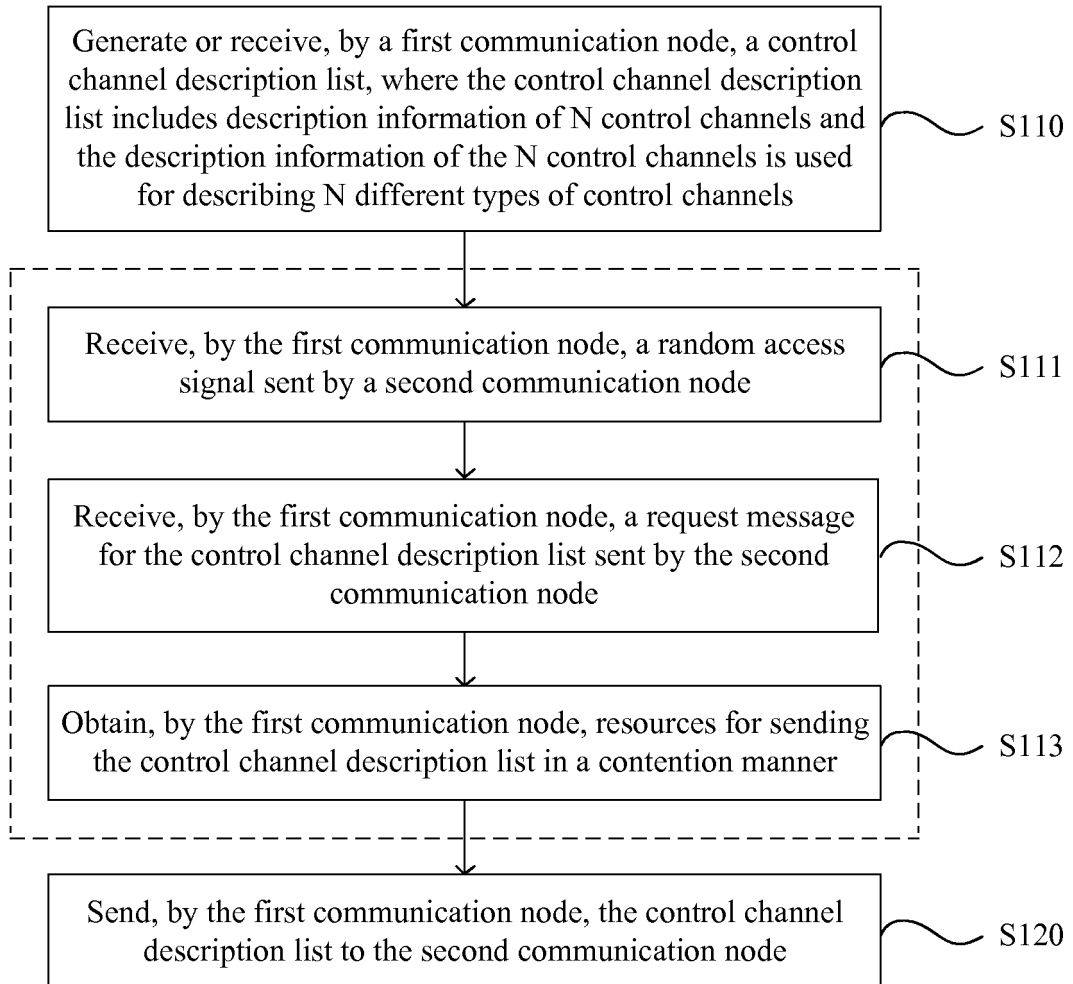 Generate or receive, by a first communication node, a control
channel description list, where the control channel description
list includes description information of N control channels and
the description information of the N control channels is used
for describing N different types of control channels
S110
Receive, by the first communication node, a random access
signal sent by a second communication node
S111
Receive, by the first communication node, a request message
for the control channel description list sent by the second
communication node
S112
Obtain, by the first communication node, resources for sending
the control channel description list in a contention manner
S113
Send, by the first communication node, the control channel
description list to the second communication node
S120